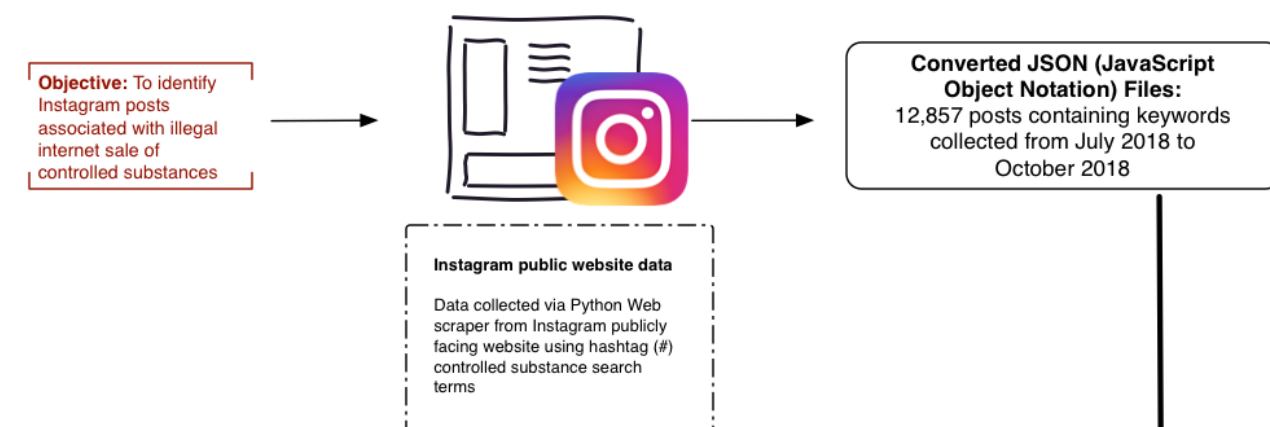 Objective: To identify
Instagram posts
associated with illegal
internet sale of
controlled substances
Converted JSON (JavaScript
Object Notation) Files:
12,857 posts containing keywords
collected from July 2018 to
October 2018
Instagram public website data
Data collected via Python Web
scraper from Instagram publicly
facing website using hashtag (#)
controlled substance search
terms